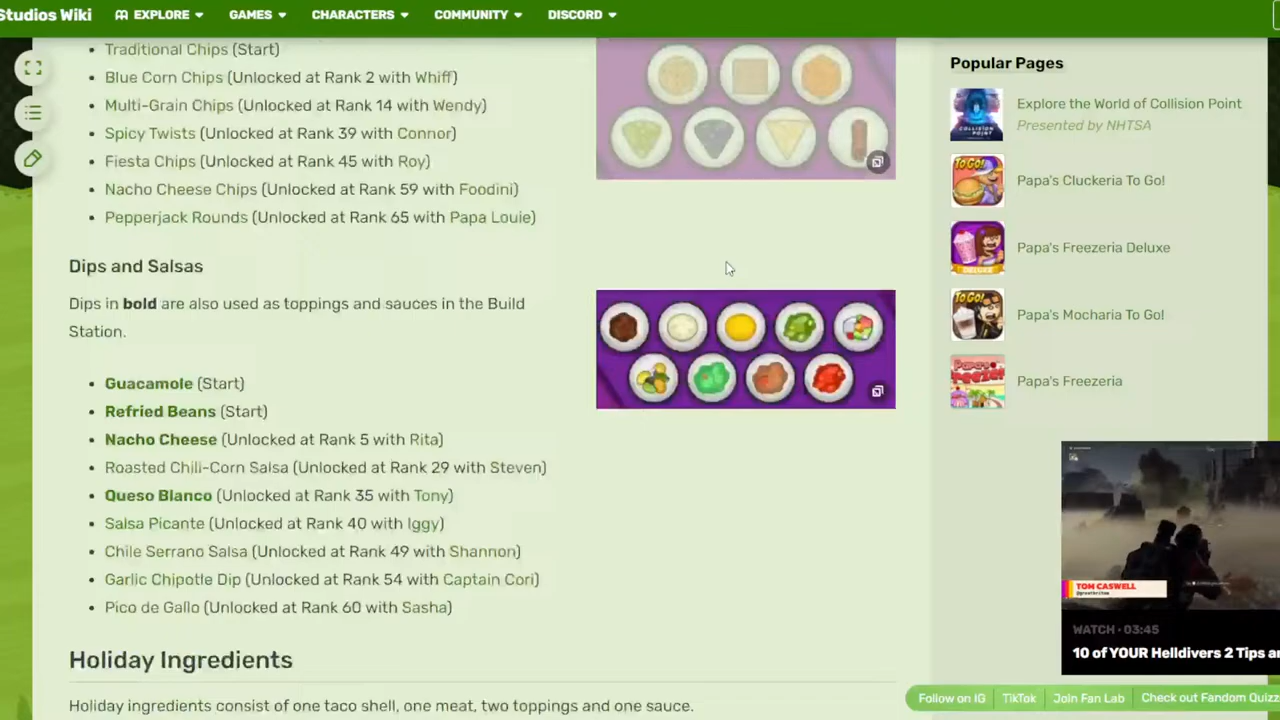 Studios Wiki
EXPLORE
GAMES
CHARACTERS
COMMUNITY
DISCORD
Traditional Chips (Start)
Blue Corn Chips (Unlocked at Rank 2 with Whiff)
Multi-Grain Chips (Unlocked at Rank 14 with Wendy)
Spicy Twists (Unlocked at Rank 39 with Connor)
Fiesta Chips (Unlocked at Rank 45 with Roy)
Nacho Cheese Chips (Unlocked at Rank 59 with Foodini)
Pepperjack Rounds (Unlocked at Rank 65 with Papa Louie)
Dips and Salsas
Dips in bold are also used as toppings and sauces in the Build
Station.
Guacamole (Start)
Refried Beans (Start)
Nacho Cheese (Unlocked at Rank 5 with Rita)
Roasted Chili-Corn Salsa (Unlocked at Rank 29 with Steven)
Queso Blanco (Unlocked at Rank 35 with Tony)
Salsa Picante (Unlocked at Rank 40 with Iggy)
Chile Serrano Salsa (Unlocked at Rank 49 with Shannon)
Garlic Chipotle Dip (Unlocked at Rank 54 with Captain Cori)
Pico de Gallo (Unlocked at Rank 60 with Sasha)
Holiday Ingredients
Holiday ingredients consist of one taco shell, one meat, two toppings and one sauce.
Popular Pages
COLLISION
POINT
Explore the World of Collision Point
Presented by NHTSA
TO GO!
Papa's Cluckeria To Go!
DELUXE
Papa's Freezeria Deluxe
TO GO!
Papa's Mocharia To Go!
Papa's
Papa's Freezeria
TOM CASWELL
WATCH · 03:45
10 of YOUR Helldivers 2 Tips a
Follow on IG
TikTok
Join Fan Lab
Check out Fandom Quizz